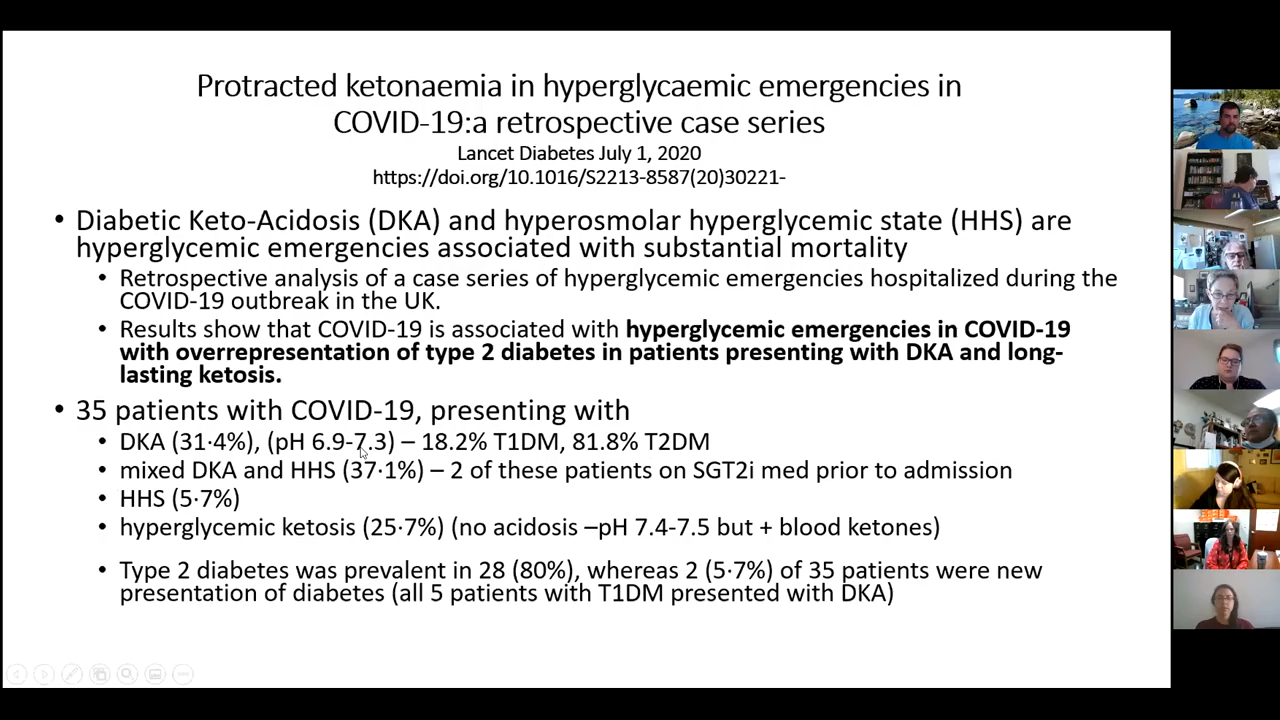 Protracted ketonaemia in hyperglycaemic emergencies in
COVID-19:a retrospective case series
Lancet Diabetes July 1, 2020
https://doi.org/10.1016/S2213-8587(20)30221-
• Diabetic Keto-Acidosis (DKA) and hyperosmolar hyperglycemic state (HHS) are
hyperglycemic emergencies associated with substantial mortality
• Retrospective analysis of a case series of hyperglycemic emergencies hospitalized during the
COVID-19 outbreak in the UK.
• Results show that COVID-19 is associated with hyperglycemic emergencies in COVID-19
with overrepresentation of type 2 diabetes in patients presenting with DKA and long-
lasting ketosis.
• 35 patients with COVID-19, presenting with
• DKA (31·4%), (pH 6.9-7.3) – 18.2% T1DM, 81.8% T2DM
• mixed DKA and HHS (37·1%) – 2 of these patients on SGT2i med prior to admission
• HHS (5·7%)
• hyperglycemic ketosis (25·7%) (no acidosis –pH 7.4-7.5 but + blood ketones)
• Type 2 diabetes was prevalent in 28 (80%), whereas 2 (5·7%) of 35 patients were new
presentation of diabetes (all 5 patients with T1DM presented with DKA)